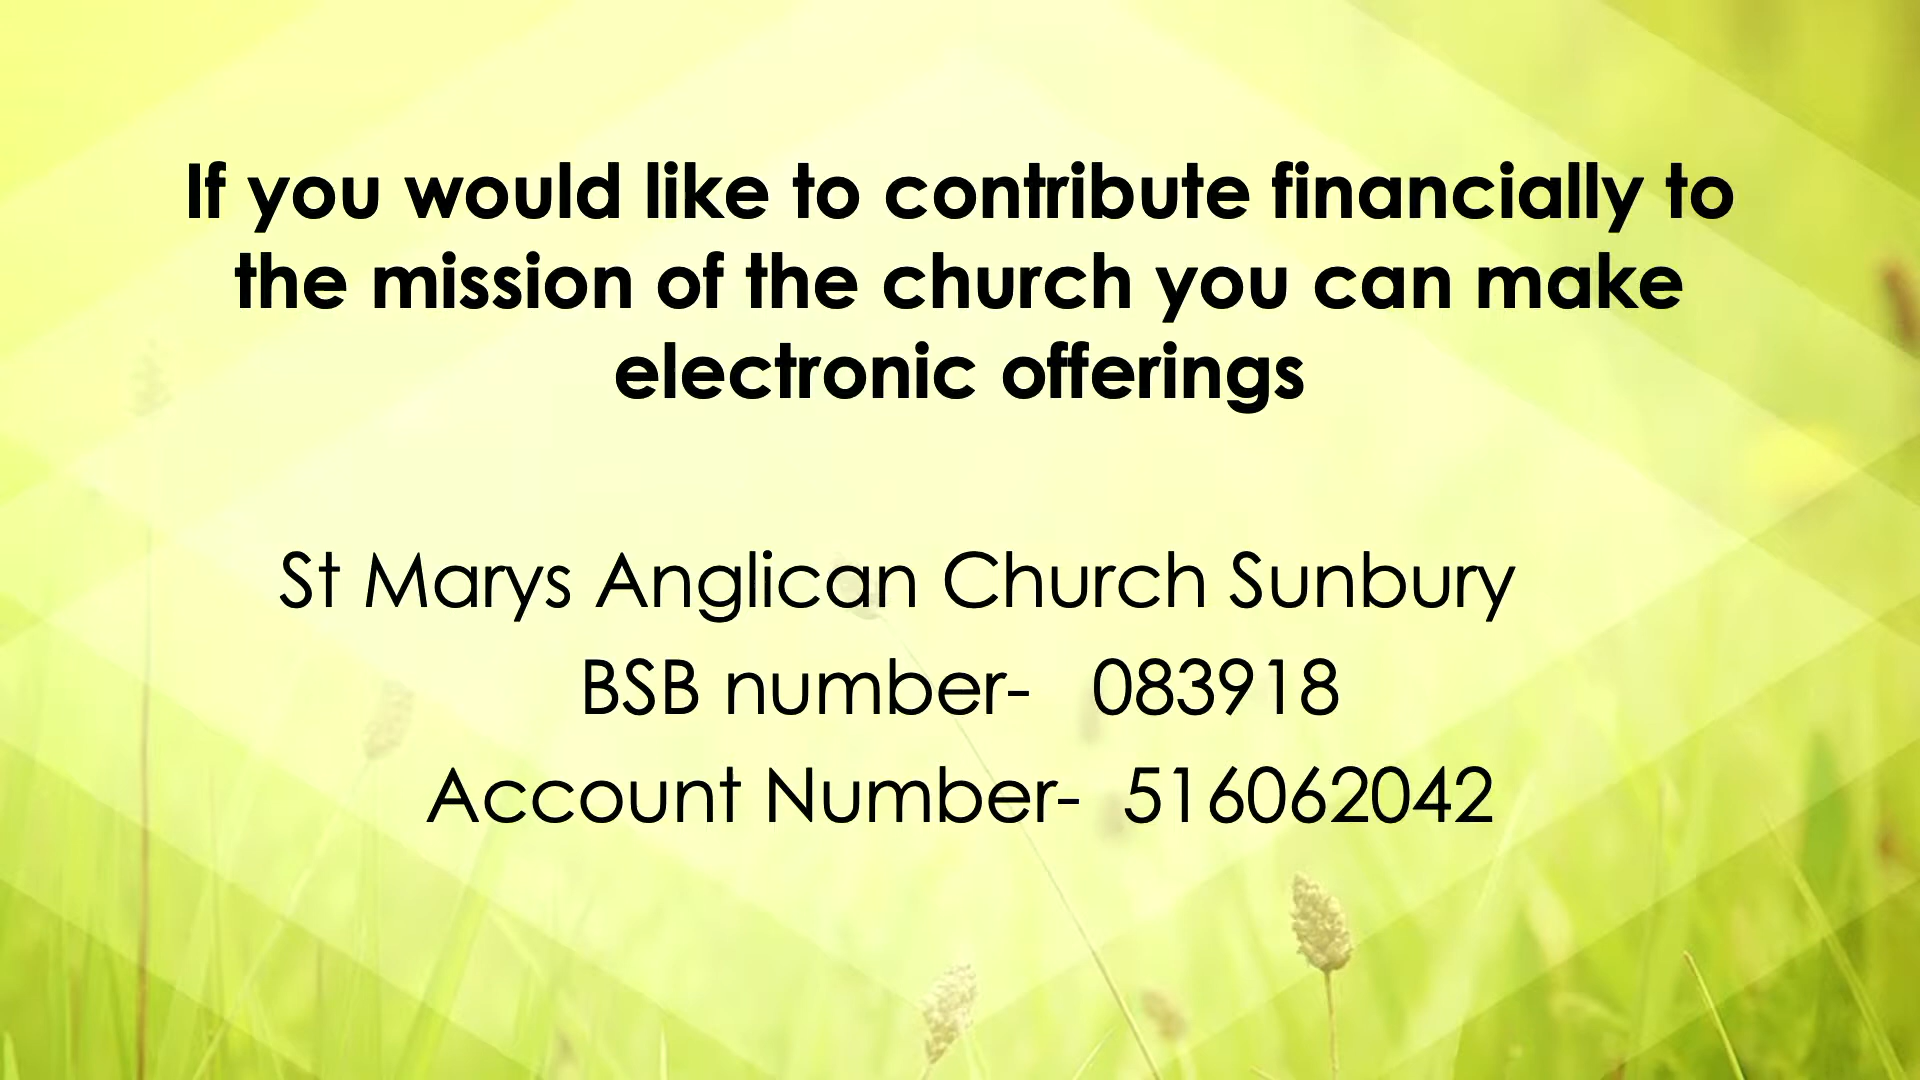 If you would like to contribute financially to
the mission of the church you can make
electronic offerings
St Marys Anglican Church Sunbury
BSB number-   083918
Account Number-  516062042